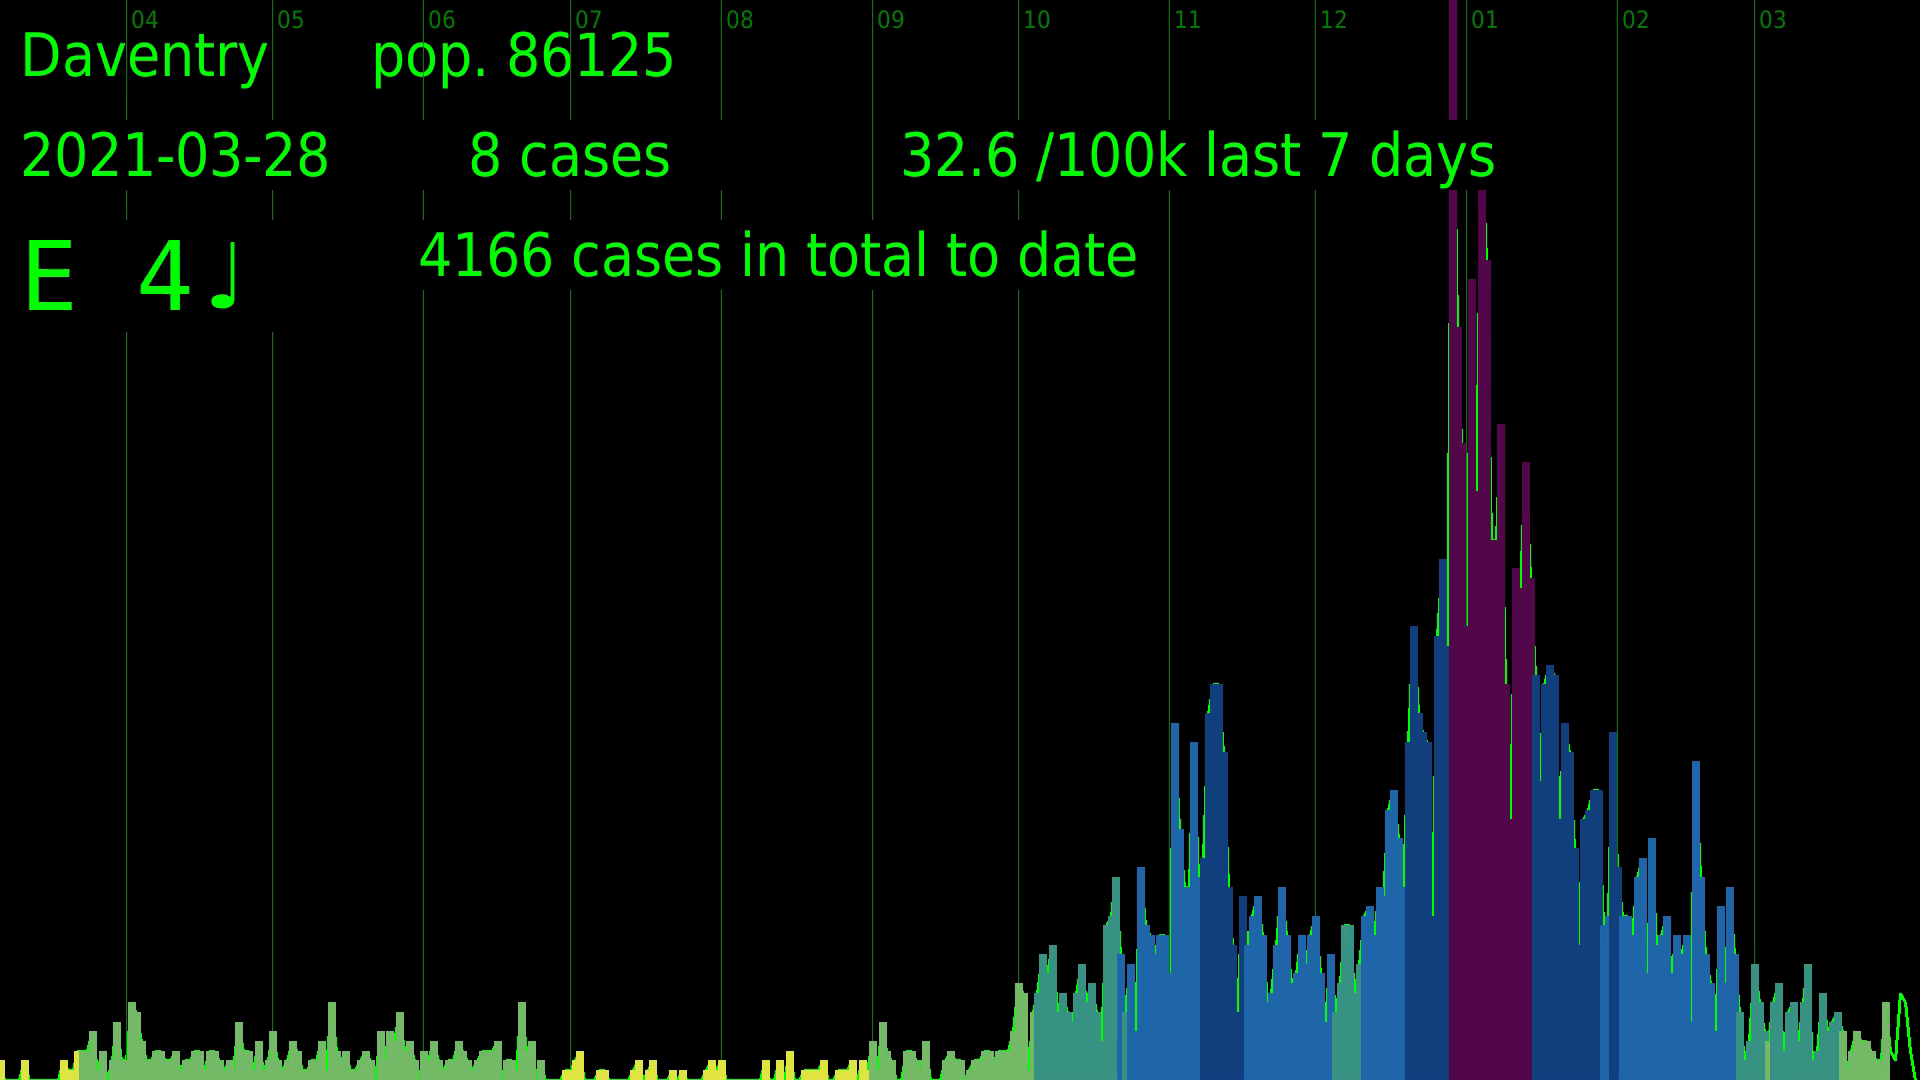 04 05 06 07 08 09 10 11 12 01 02 03
Daventry pop. 86125
2021-03-28 8 cases 32.6 /100k last 7 days
E 4♩ 4166 cases in total to date